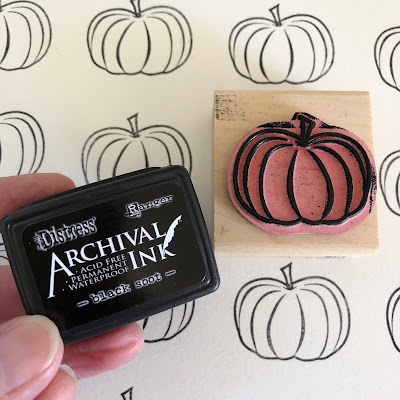 Distress Ranger
ARCHIVAL
ACID FREE
PERMANENT
WATERPROOF
INK
— black soot —